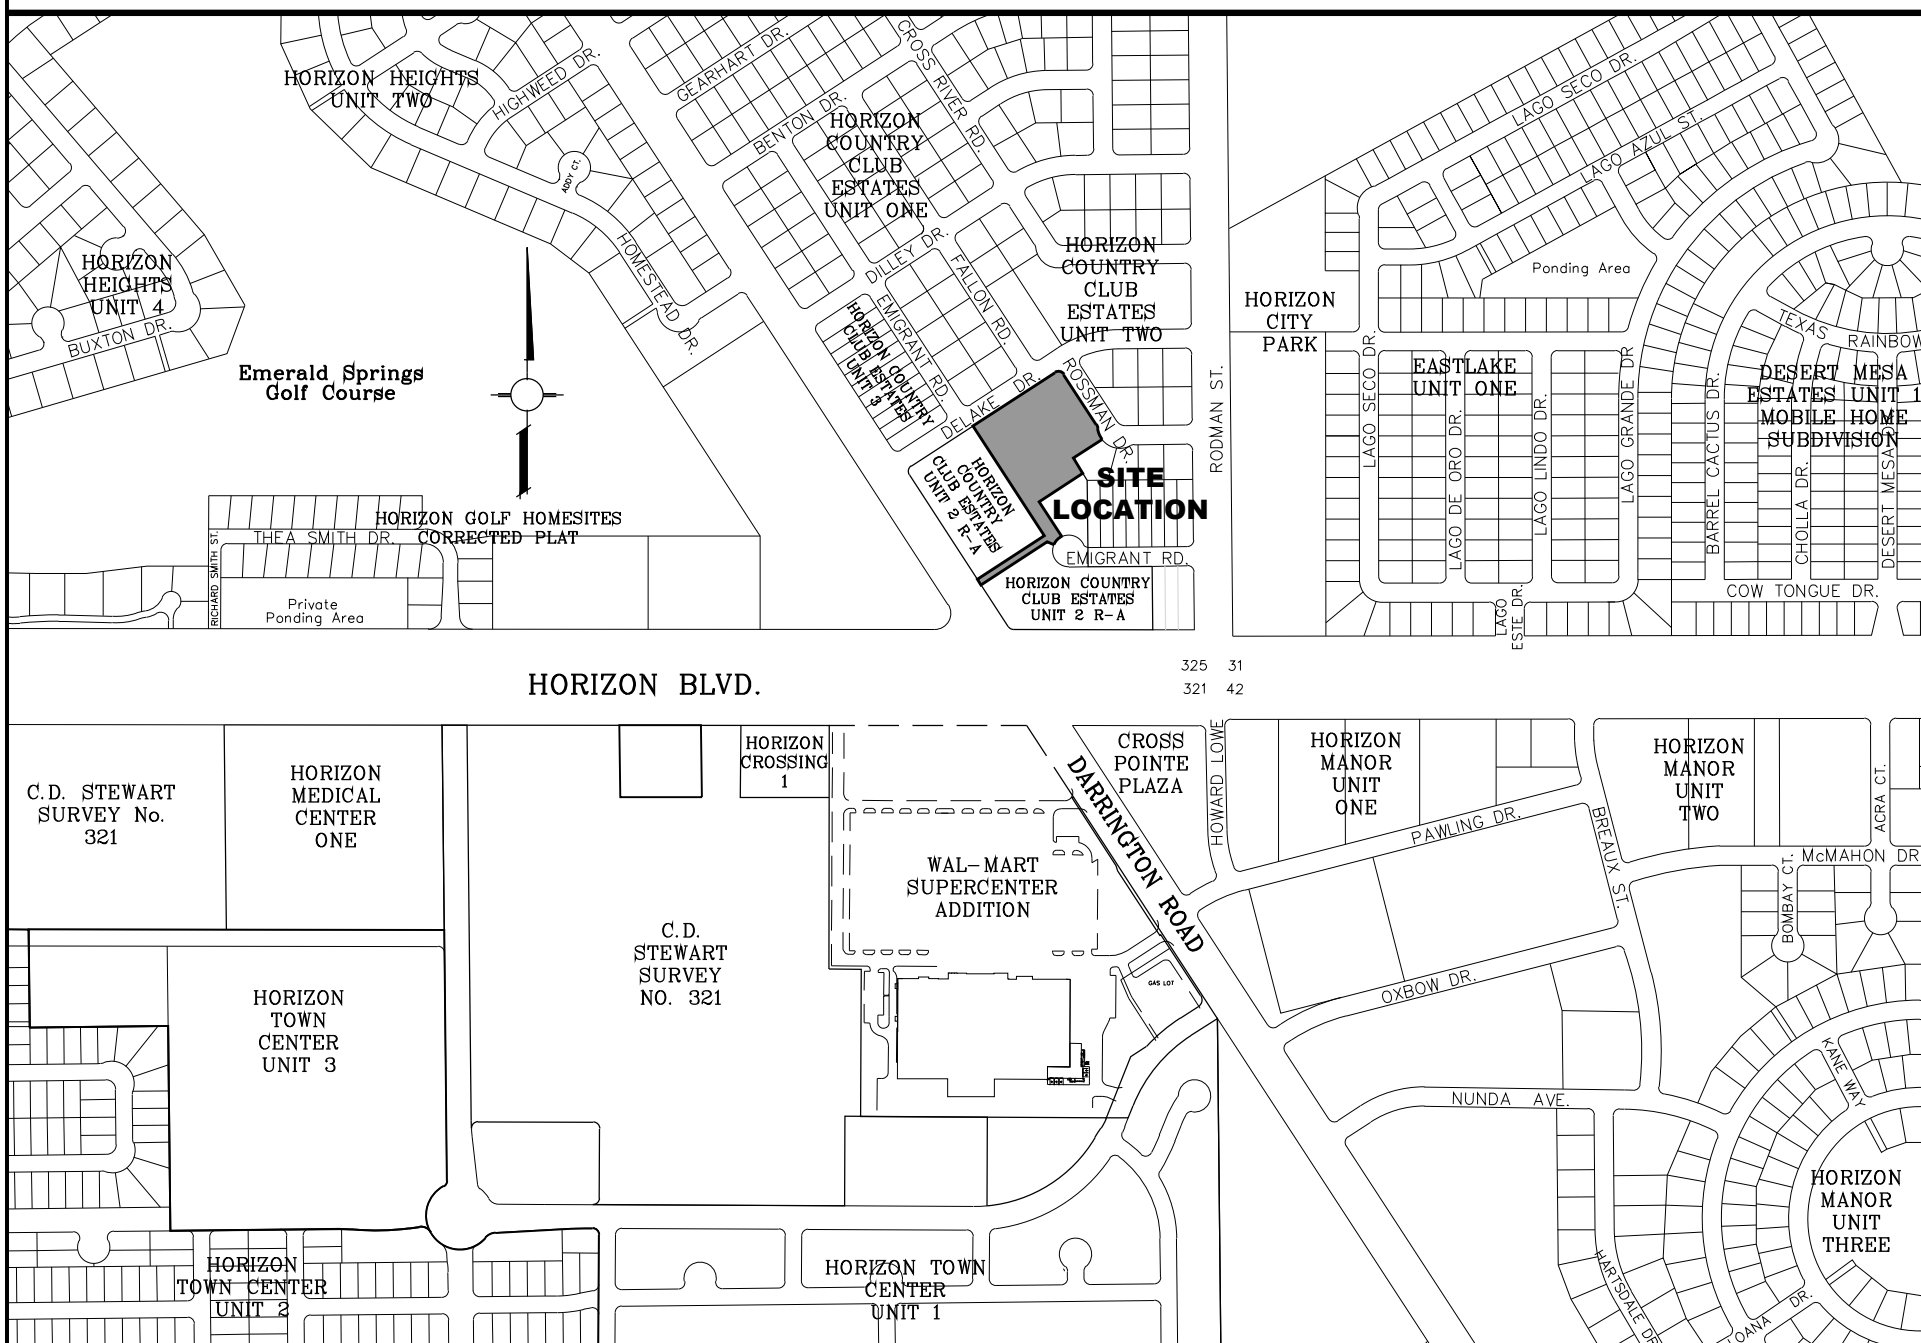 HORIZON HEIGHTS
UNIT TWO
HIGHWEED DR.
ADDY CT.
HOMESTEAD DR.
GEARHART DR.
BENTON DR.
CROSS RIVER RD.
HORIZON
COUNTRY
CLUB
ESTATES
UNIT ONE
DILLEY DR.
FALLON RD.
EMIGRANT RD.
HORIZON
COUNTRY
CLUB
ESTATES
UNIT TWO
HORIZON COUNTRY
CLUB ESTATES
UNIT 3
DELAKE DR.
ROSSMAN DR.
RODMAN ST.
HORIZON
HEIGHTS
UNIT 4
BUXTON DR.
Emerald Springs
Golf Course
HORIZON
COUNTRY
CLUB ESTATES
UNIT 2 R-A
SITE
LOCATION
EMIGRANT RD.
HORIZON COUNTRY
CLUB ESTATES
UNIT 2 R-A
HORIZON GOLF HOMESITES
CORRECTED PLAT
THEA SMITH DR.
RICHARD SMITH ST.
Private
Ponding Area
LAGO SECO DR.
LAGO AZUL ST.
Ponding Area
HORIZON
CITY
PARK
LAGO SECO DR.
EASTLAKE
UNIT ONE
LAGO DE ORO DR.
LAGO LINDO DR.
LAGO GRANDE DR
LAGO
ESTE DR.
TEXAS
RAINBOW
DESERT MESA
ESTATES UNIT 1
MOBILE HOME
SUBDIVISION
BARREL CACTUS DR.
CHOLLA DR.
DESERT MESA DR.
COW TONGUE DR.
HORIZON BLVD.
325 31
321 42
C.D. STEWART
SURVEY No.
321
HORIZON
MEDICAL
CENTER
ONE
HORIZON
CROSSING
1
C.D.
STEWART
SURVEY
NO. 321
WAL-MART
SUPERCENTER
ADDITION
GAS LOT
DARRINGTON ROAD
CROSS
POINTE
PLAZA
HOWARD LOWE
HORIZON
MANOR
UNIT
ONE
PAWLING DR.
BREAUX ST.
HORIZON
MANOR
UNIT
TWO
ACRA CT.
McMAHON DR
BOMBAY CT.
OXBOW DR.
NUNDA AVE.
KANE WAY
HORIZON
MANOR
UNIT
THREE
HARTSDALE DR
LOANA DR.
HORIZON
TOWN
CENTER
UNIT 3
HORIZON
TOWN CENTER
UNIT 2
HORIZON TOWN
CENTER
UNIT 1